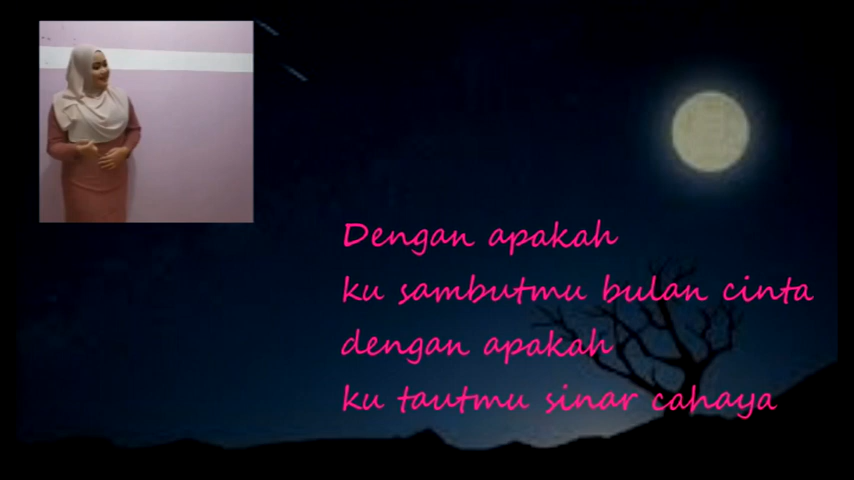 Dengan apakah
ku sambutmu bulan cinta
dengan apakah
ku tautmu sinar cahaya